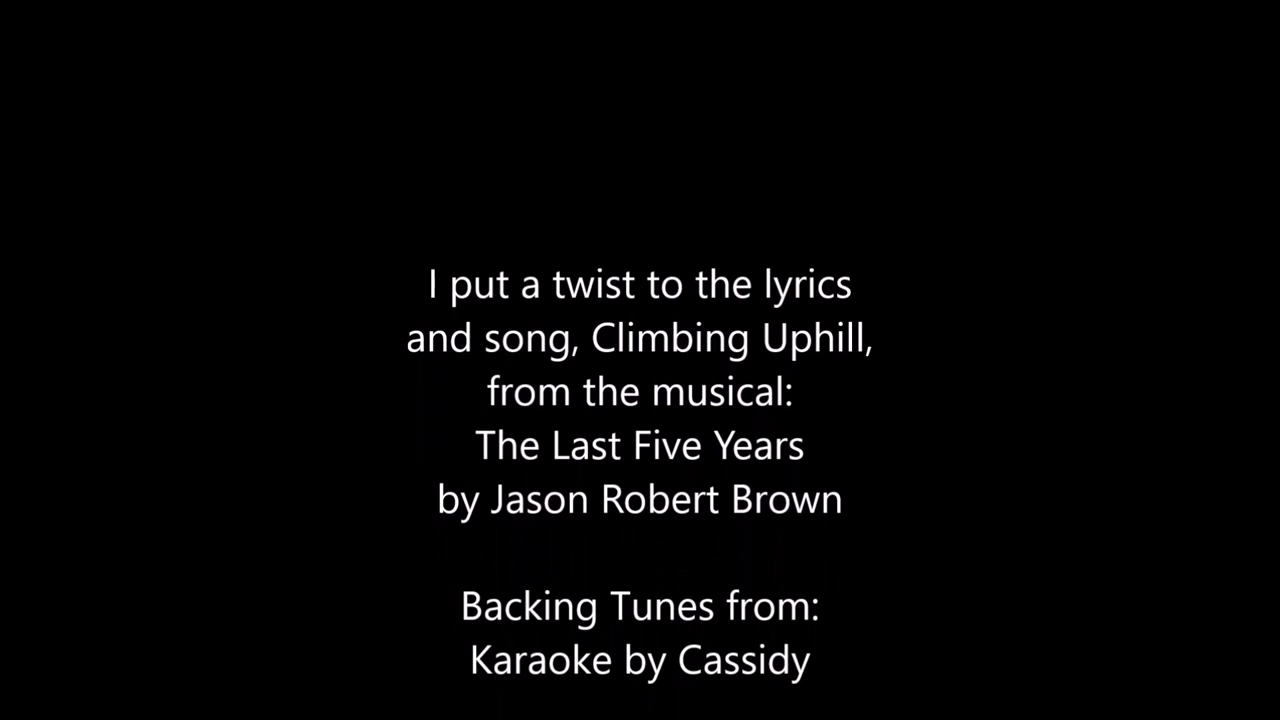 I put a twist to the lyrics
and song, Climbing Uphill,
from the musical:
The Last Five Years
by Jason Robert Brown
Backing Tunes from:
Karaoke by Cassidy